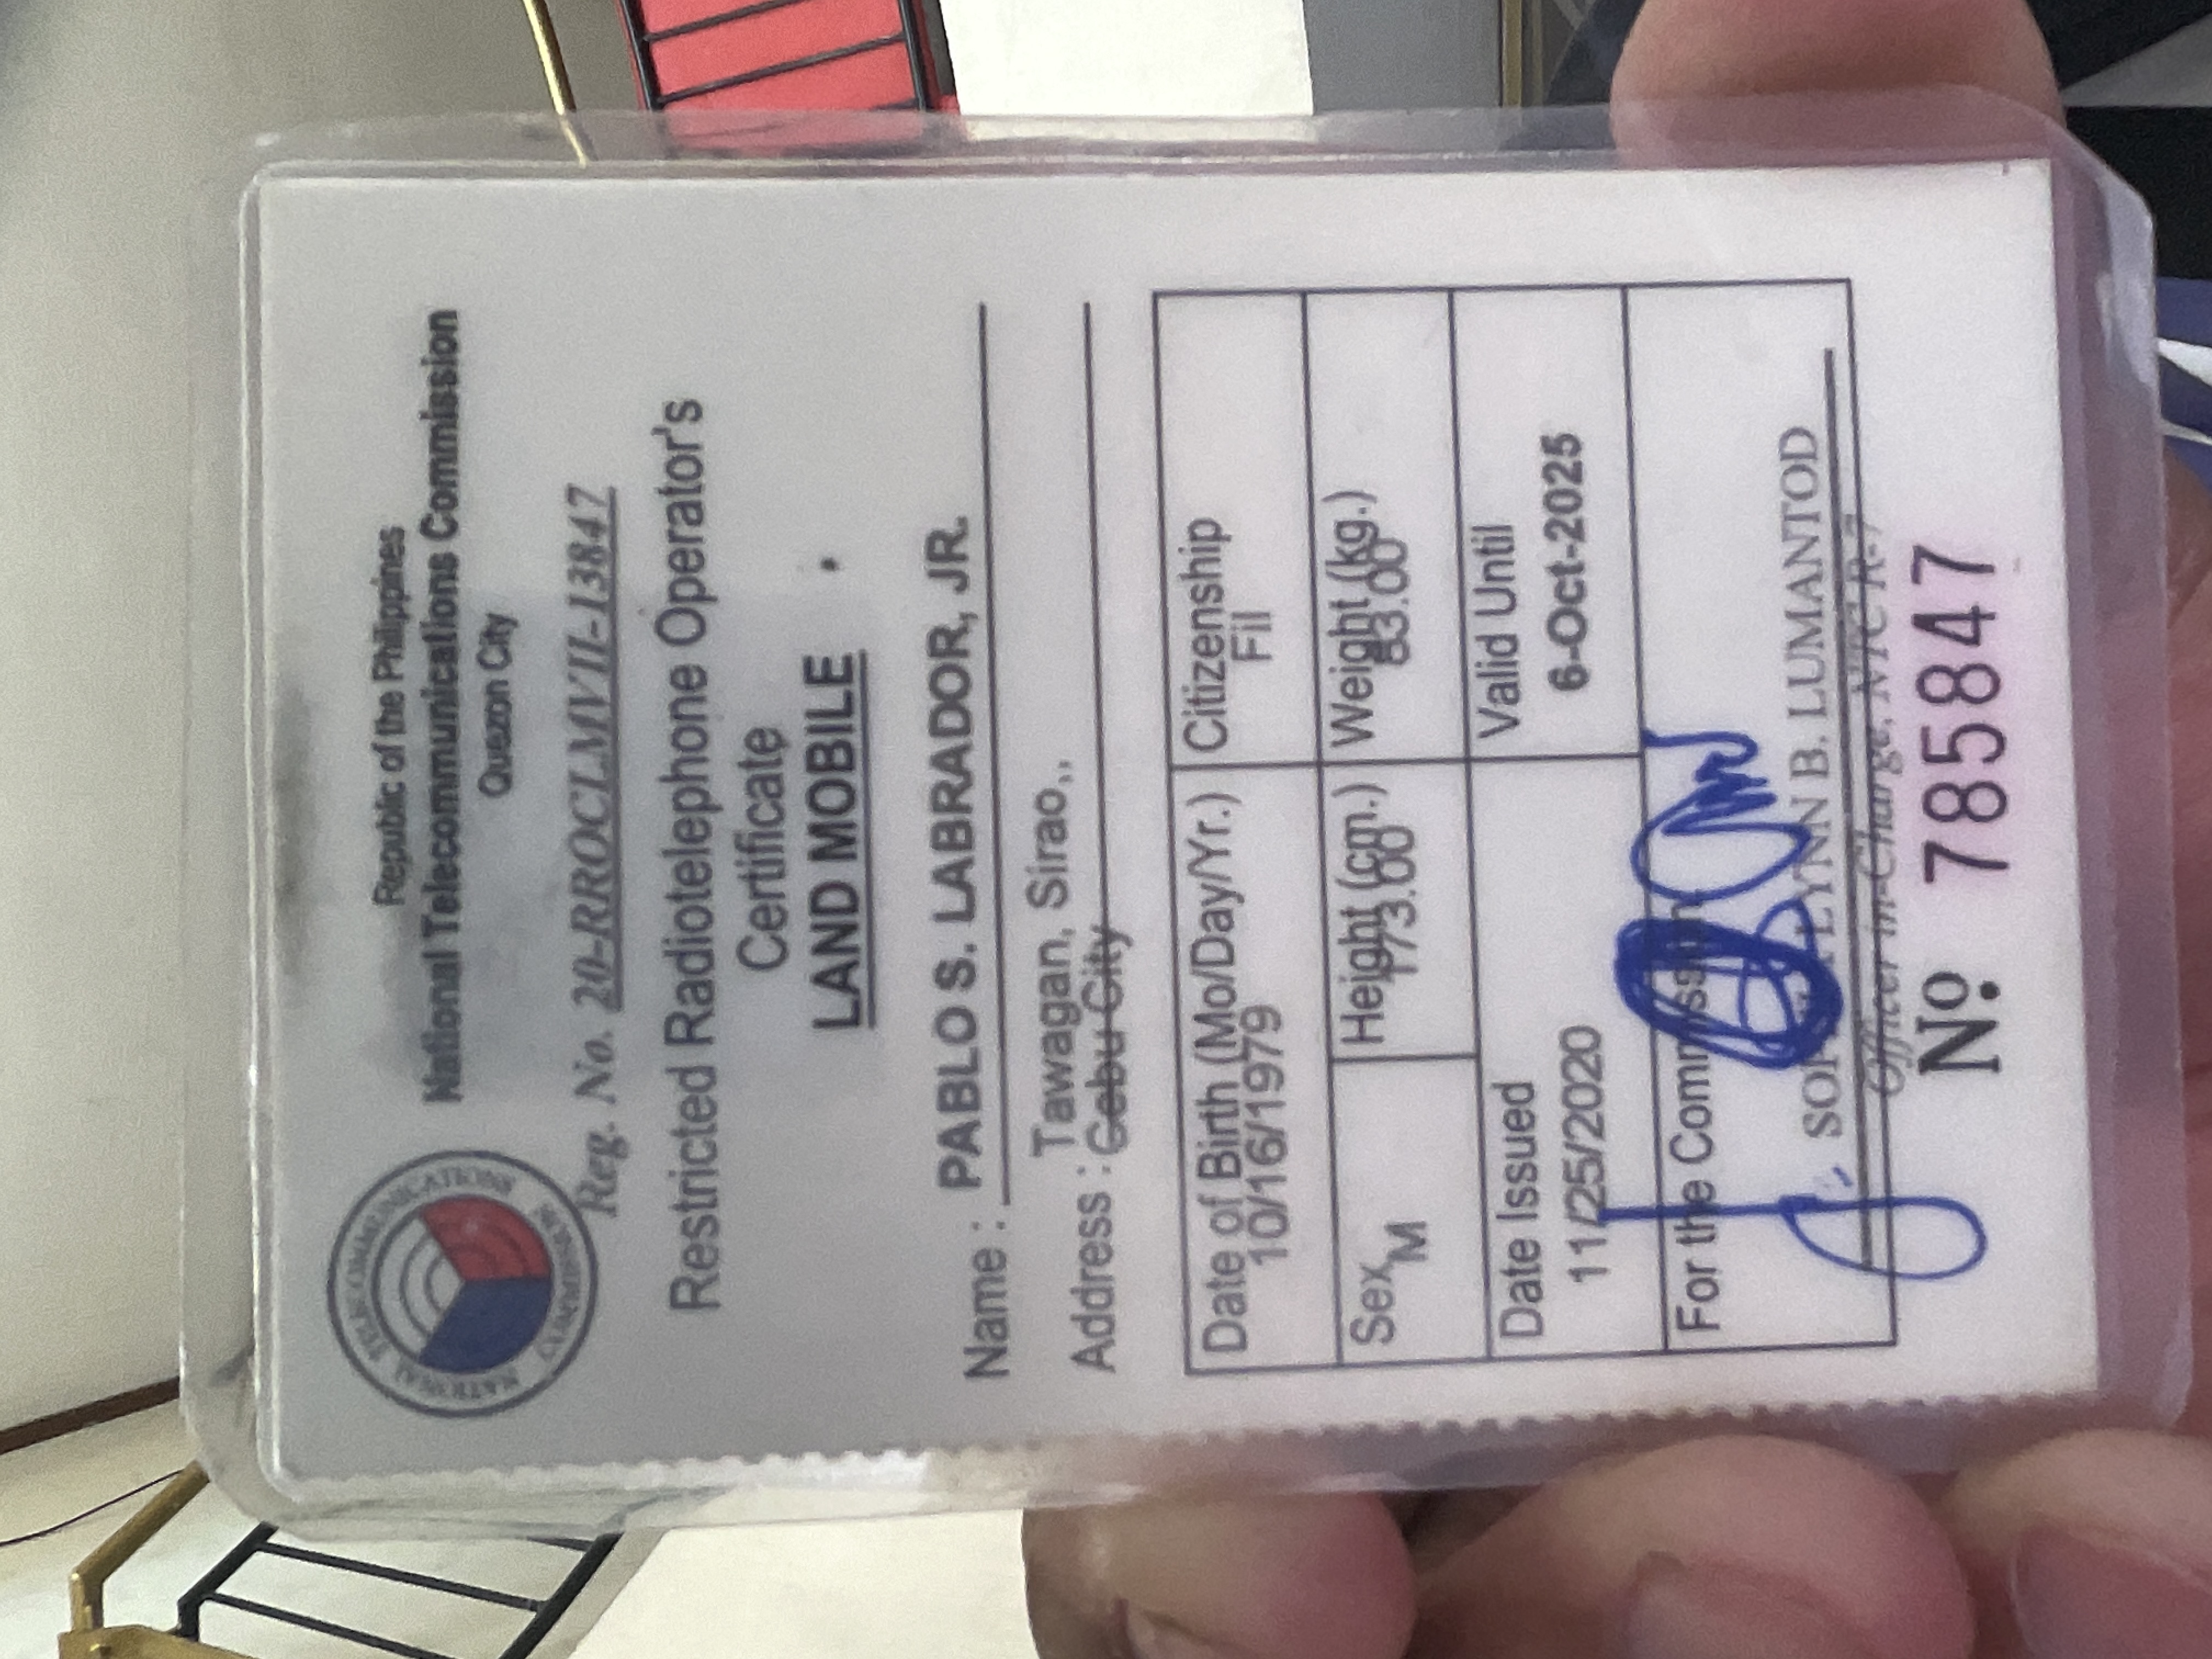 NATIONAL TELECOMMUNICATIONS COMMISSION
Republic of the Philippines
National Telecommunications Commission
Quezon City
Reg. No. 20-RROCLMVII-13847
Restricted Radiotelephone Operator's
Certificate
LAND MOBILE
Name : PABLO S. LABRADOR, JR.
Address : Tawagan, Sirao,,
Cebu City
Date of Birth (Mo/Day/Yr.)
10/16/1979
Citizenship
Fil
Sex
M
Height (cm.)
173.00
Weight (kg.)
83.00
Date Issued
11/25/2020
Valid Until
6-Oct-2025
For the Commission
LYNN B. LUMANTOD
Officer in-Charge, NTC R-7
Nº. 785847